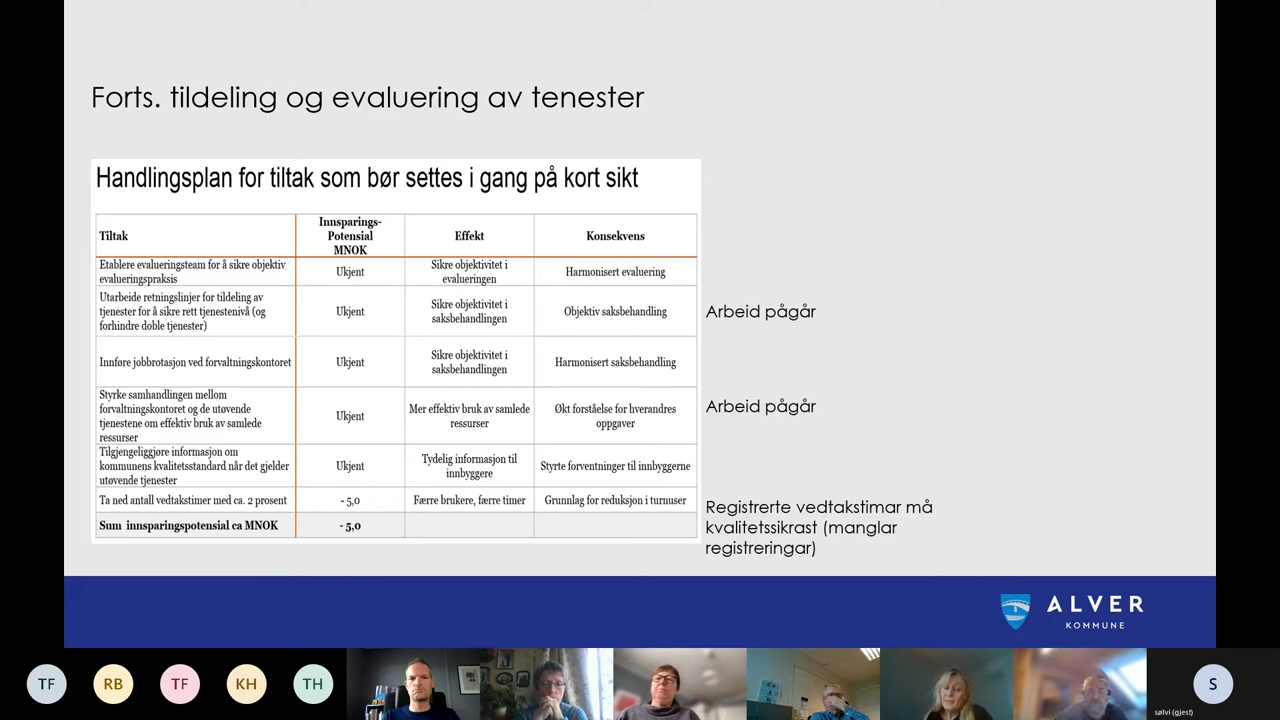 Forts. tildeling og evaluering av tenester
Handlingsplan for tiltak som bør settes i gang på kort sikt
Tiltak
Innsparings-
Potensial
MNOK
Effekt
Konsekvens
Etablere evalueringsteam for å sikre objektiv
evalueringspraksis
Ukjent
Sikre objektivitet i
evalueringen
Harmonisert evaluering
Utarbeide retningslinjer for tildeling av
tjenester for å sikre rett tjenestenivå (og
forhindre doble tjenester)
Ukjent
Sikre objektivitet i
saksbehandlingen
Objektiv saksbehandling
Arbeid pågår
Innføre jobbrotasjon ved forvaltningskontoret
Ukjent
Sikre objektivitet i
saksbehandlingen
Harmonisert saksbehandling
Styrke samhandlingen mellom
forvaltningskontoret og de utøvende
tjenestene om effektiv bruk av samlede
ressurser
Ukjent
Mer effektiv bruk av samlede
ressurser
Økt forståelse for hverandres
oppgaver
Arbeid pågår
Tilgjengeliggjøre informasjon om
kommunens kvalitetsstandard når det gjelder
utøvende tjenester
Ukjent
Tydelig informasjon til
innbyggere
Styrte forventninger til innbyggerne
Ta ned antall vedtakstimer med ca. 2 prosent
- 5,0
Færre brukere, færre timer
Grunnlag for reduksjon i turnuser
Sum innsparingspotensial ca MNOK
- 5,0
Registrerte vedtakstimar må
kvalitetssikrast (manglar
registreringar)
ALVER
KOMMUNE
TF
RB
TF
KH
TH
S
sølvi (gjest)